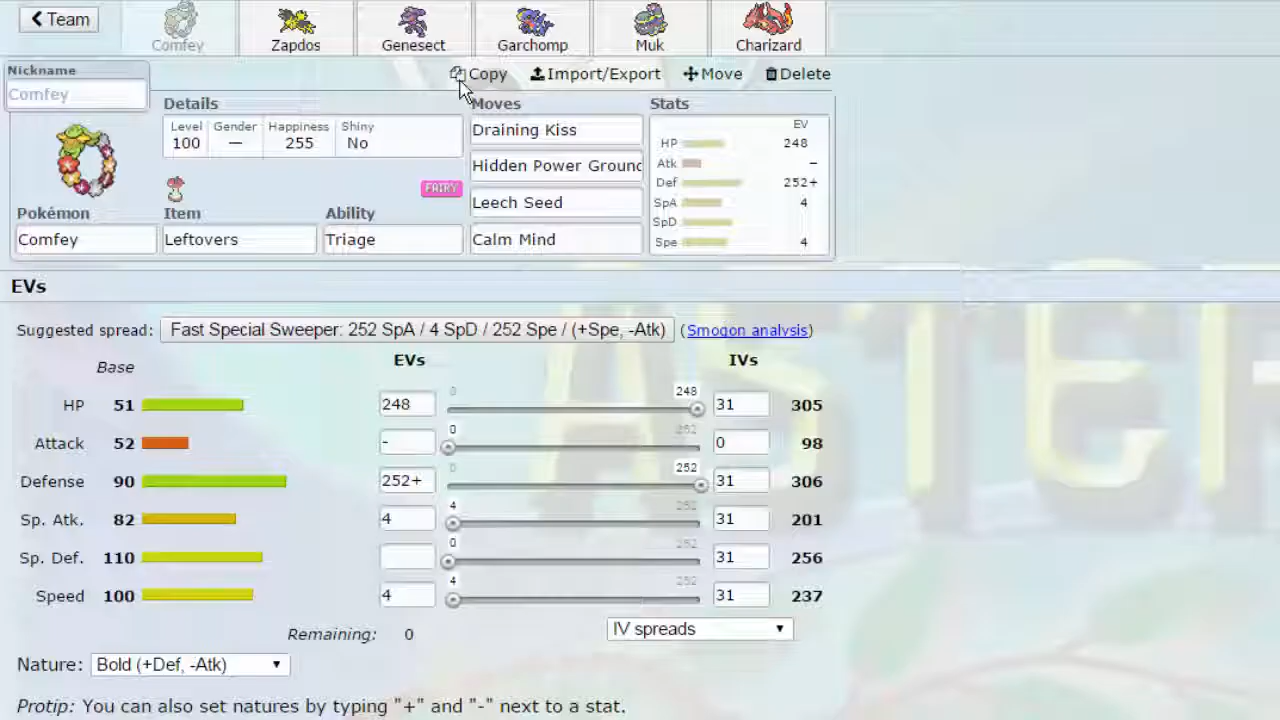 Team
Comfey
Zapdos
Genesect
Garchomp
Muk
Charizard
Nickname
Comfey
Copy
Import/Export
Move
Delete
Details
Moves
Stats
Level
100
Gender
—
Happiness
255
Shiny
No
FAIRY
Pokémon
Comfey
Item
Leftovers
Ability
Triage
Draining Kiss
Hidden Power Ground
Leech Seed
Calm Mind
EV
HP 248
Atk –
Def 252+
SpA 4
SpD
Spe 4
EVs
Suggested spread: Fast Special Sweeper: 252 SpA / 4 SpD / 252 Spe / (+Spe, -Atk) (Smogon analysis)
Base EVs IVs
HP 51 248 0 248 31 305
Attack 52 - 0 252 0 98
Defense 90 252+ 0 252 31 306
Sp. Atk. 82 4 4 252 31 201
Sp. Def. 110 0 252 31 256
Speed 100 4 4 252 31 237
Remaining: 0
IV spreads
Nature: Bold (+Def, -Atk)
Protip: You can also set natures by typing "+" and "-" next to a stat.